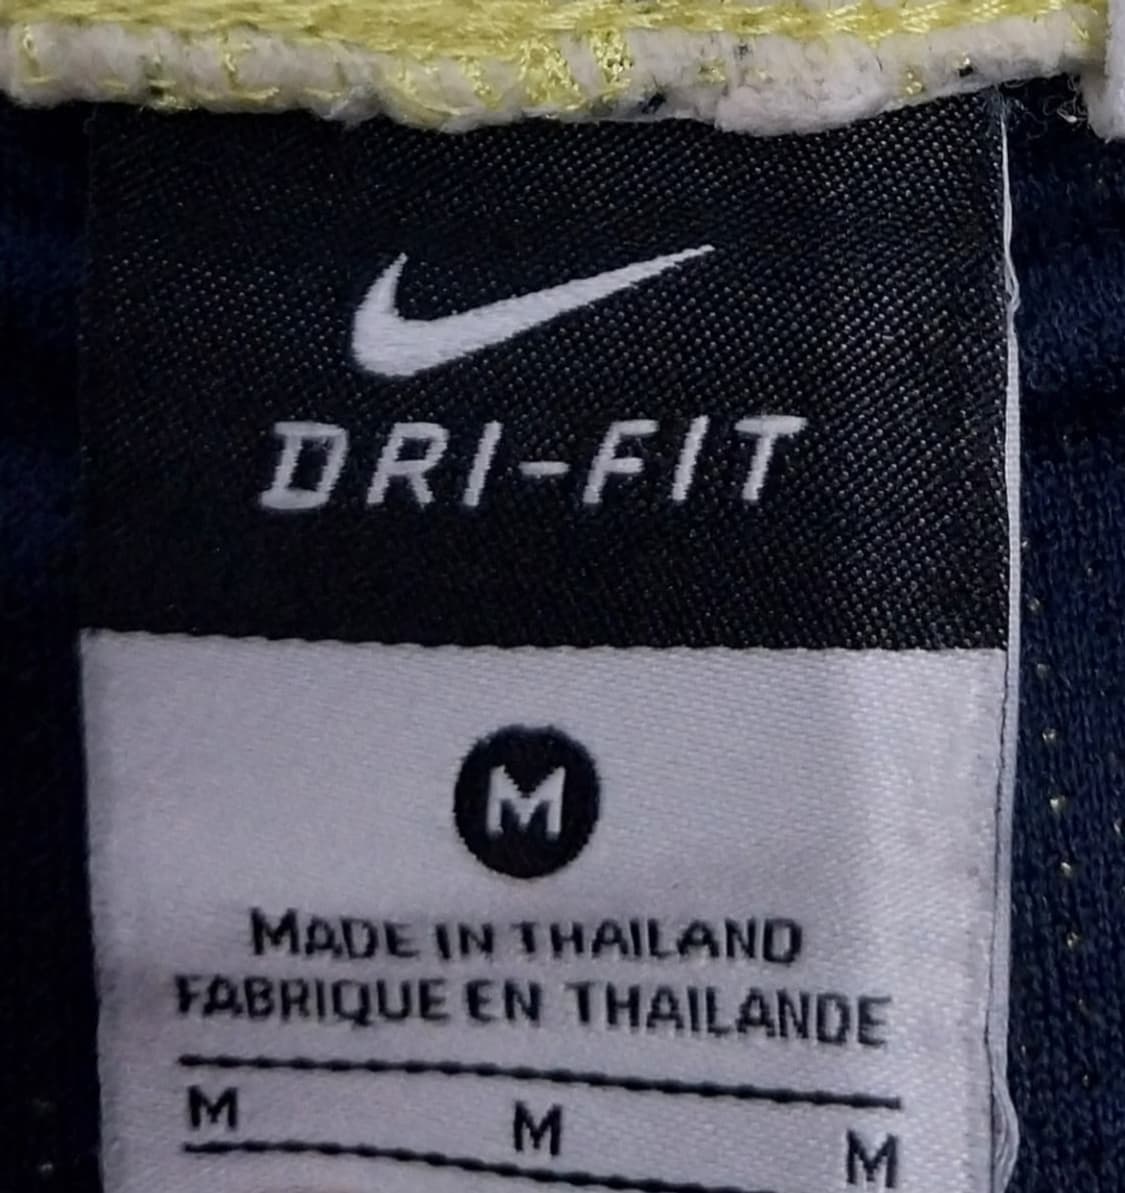 DRI-FIT
M
MADE IN THAILAND
FABRIQUE EN THAILANDE
M M M